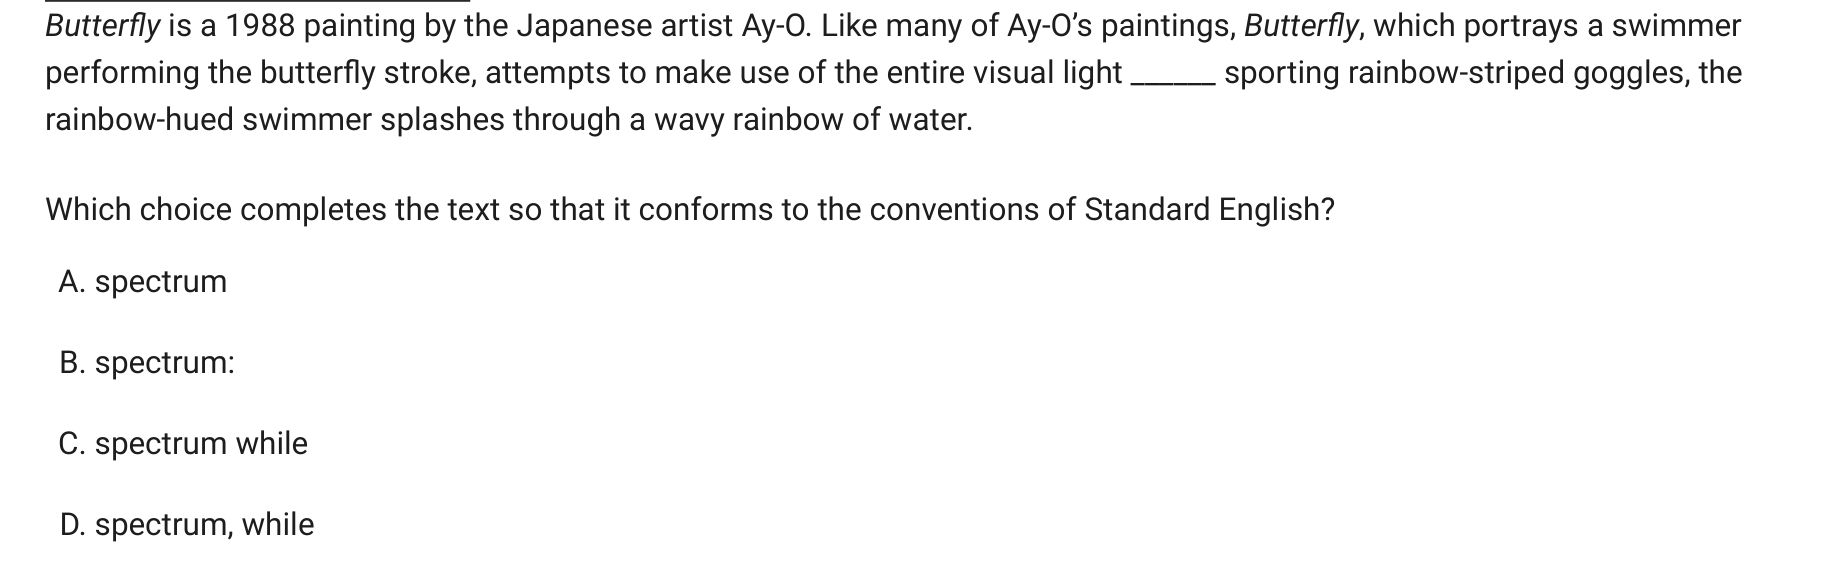 Butterfly is a 1988 painting by the Japanese artist Ay-O. Like many of Ay-O’s paintings, Butterfly, which portrays a swimmer
performing the butterfly stroke, attempts to make use of the entire visual light ______ sporting rainbow-striped goggles, the
rainbow-hued swimmer splashes through a wavy rainbow of water.
Which choice completes the text so that it conforms to the conventions of Standard English?
A. spectrum
B. spectrum:
C. spectrum while
D. spectrum, while